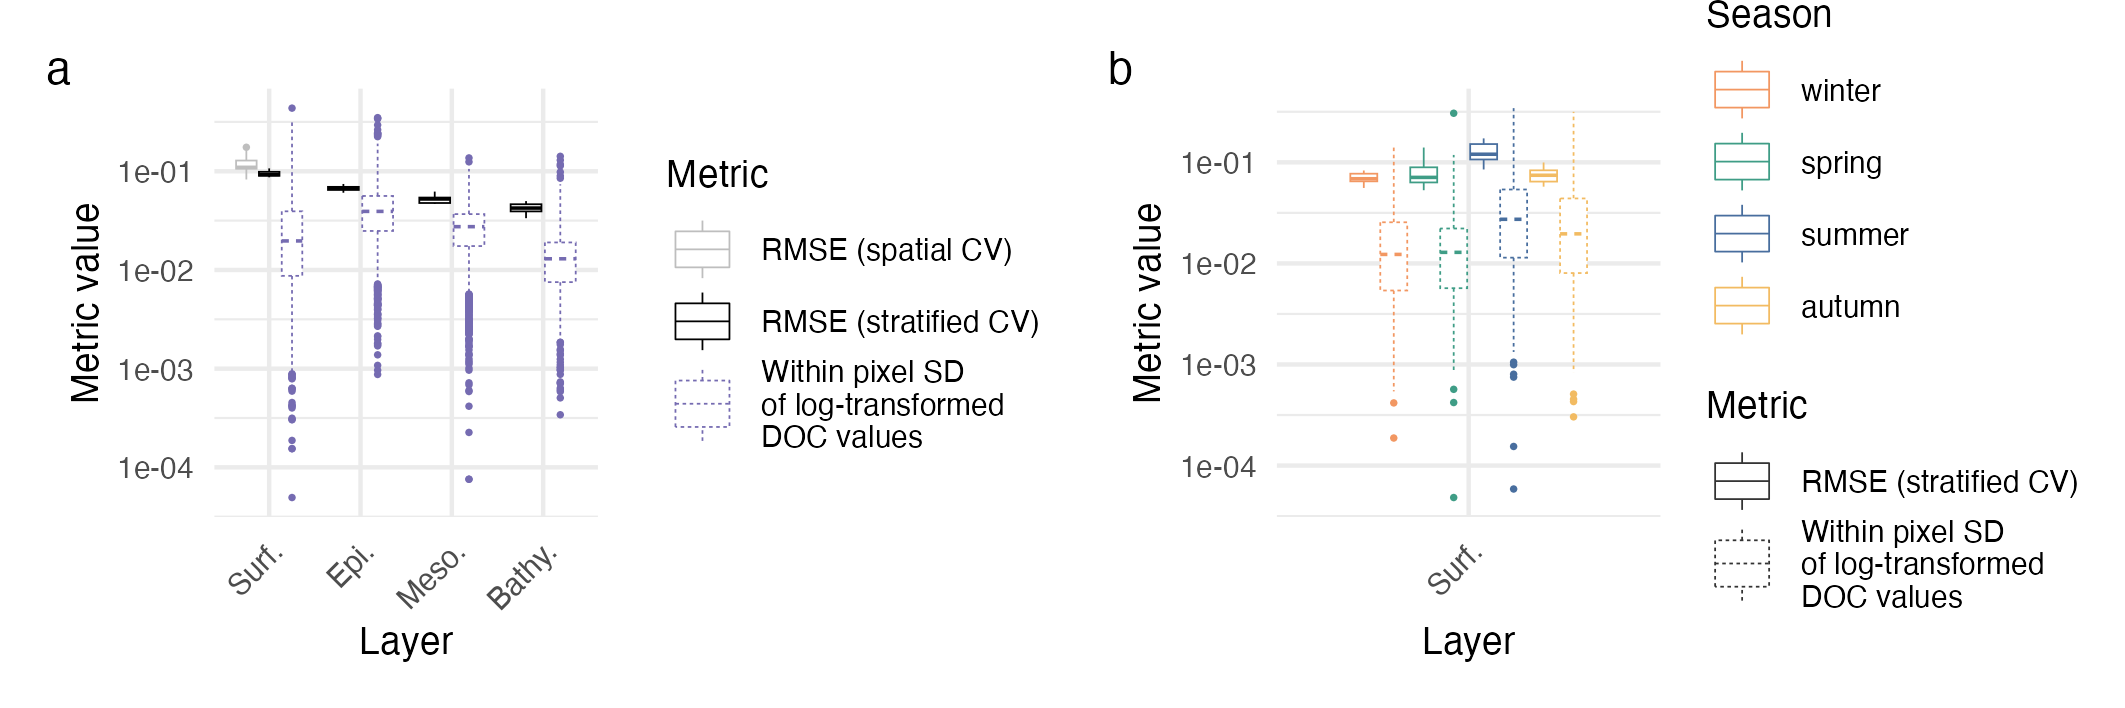 a
Metric value
1e-01
1e-02
1e-03
1e-04
Surf.
Epi.
Meso.
Bathy.
Layer
Metric
RMSE (spatial CV)
RMSE (stratified CV)
Within pixel SD
of log-transformed
DOC values
b
Metric value
1e-01
1e-02
1e-03
1e-04
Surf.
Layer
Season
winter
spring
summer
autumn
Metric
RMSE (stratified CV)
Within pixel SD
of log-transformed
DOC values